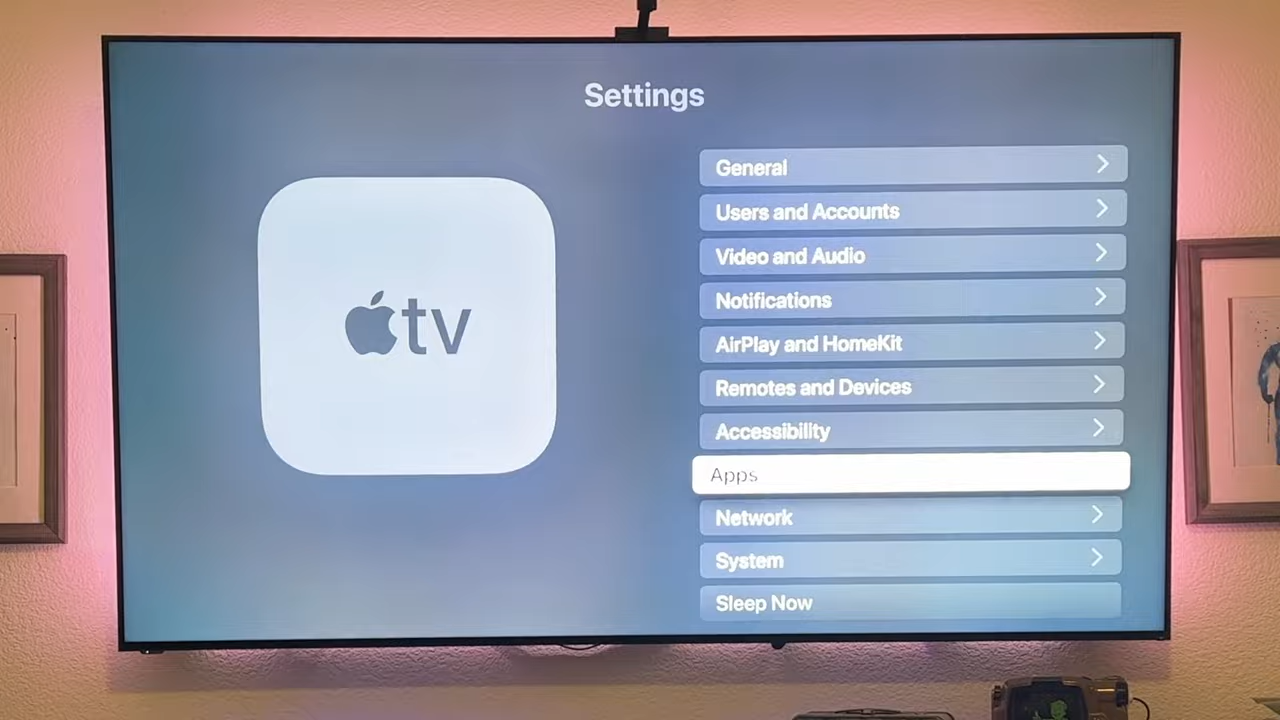 Settings
tv
General
Users and Accounts
Video and Audio
Notifications
AirPlay and HomeKit
Remotes and Devices
Accessibility
Apps
Network
System
Sleep Now